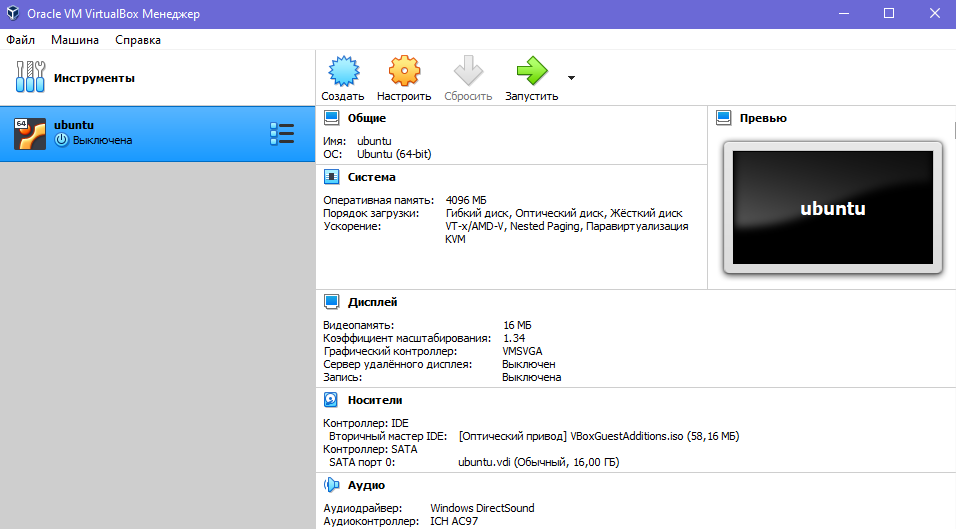 Oracle VM VirtualBox Менеджер
Файл Машина Справка
Инструменты
Создать Настроить Сбросить Запустить
64
ubuntu
Выключена
Общие
Имя: ubuntu
ОС: Ubuntu (64-bit)
Превью
ubuntu
Система
Оперативная память: 4096 МБ
Порядок загрузки: Гибкий диск, Оптический диск, Жёсткий диск
Ускорение: VT-x/AMD-V, Nested Paging, Паравиртуализация
KVM
Дисплей
Видеопамять: 16 МБ
Коэффициент масштабирования: 1.34
Графический контроллер: VMSVGA
Сервер удалённого дисплея: Выключен
Запись: Выключена
Носители
Контроллер: IDE
Вторичный мастер IDE: [Оптический привод] VBoxGuestAdditions.iso (58,16 МБ)
Контроллер: SATA
SATA порт 0: ubuntu.vdi (Обычный, 16,00 ГБ)
Аудио
Аудиодрайвер: Windows DirectSound
Аудиоконтроллер: ICH AC97